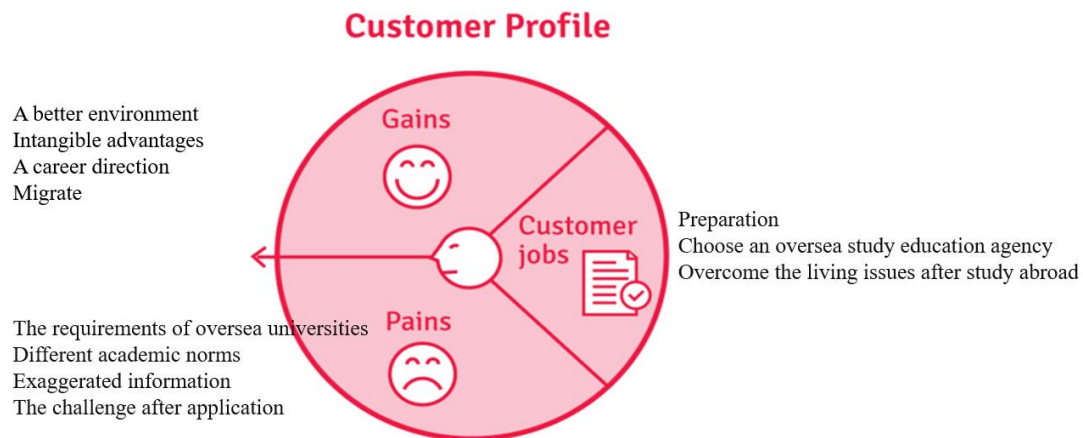 Customer Profile
A better environment
Intangible advantages
A career direction
Migrate
Gains
Customer
jobs
Preparation
Choose an oversea study education agency
Overcome the living issues after study abroad
Pains
The requirements of oversea universities
Different academic norms
Exaggerated information
The challenge after application